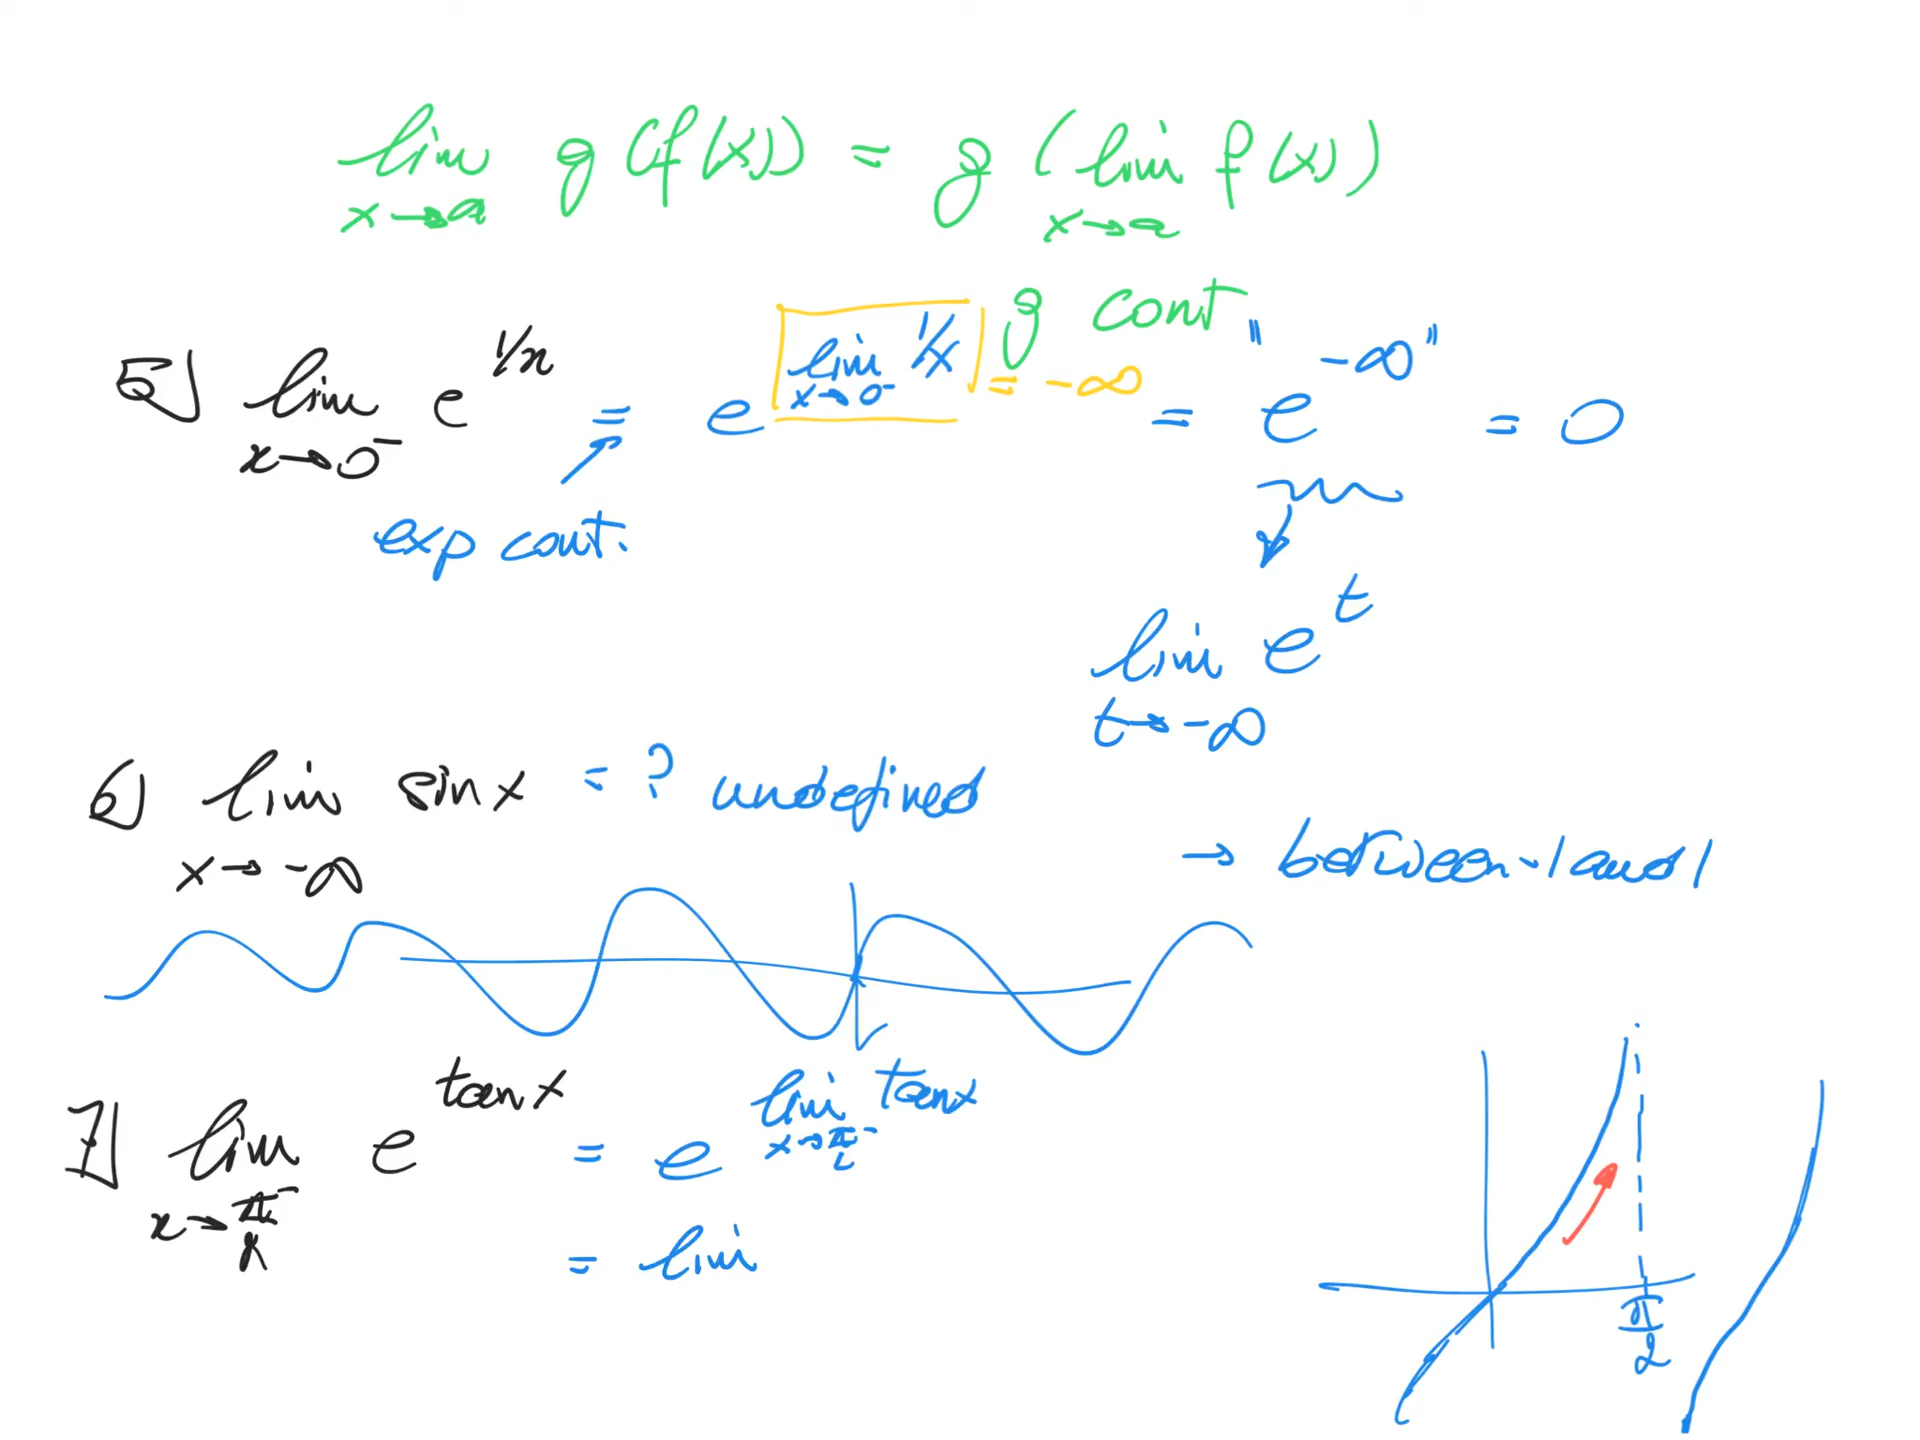 lim g(f(x)) = g(lim f(x))
x→a x→a
g cont.
5) lim e^{1/x} = e^{lim 1/x} = -∞ = "e^{-∞}" = 0
x→0⁻ x→0⁻
exp cont.
lim e^t
t→-∞
6) lim sin x = ? undefined
x→-∞
→ between -1 and 1
7) lim e^{tan x} = e^{lim tan x}
x→π/2⁻ x→π/2⁻
= lim
π/2